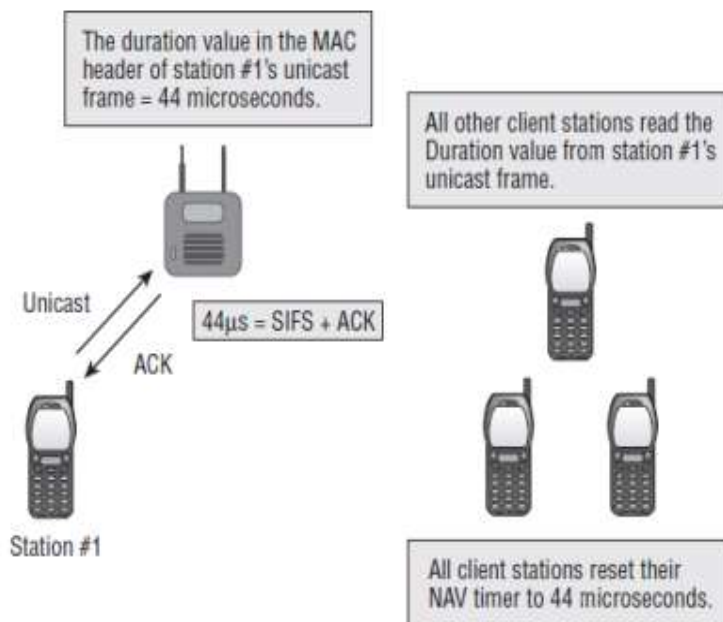 The duration value in the MAC
header of station #1's unicast
frame = 44 microseconds.
All other client stations read the
Duration value from station #1's
unicast frame.
Unicast
44µs = SIFS + ACK
ACK
Station #1
All client stations reset their
NAV timer to 44 microseconds.